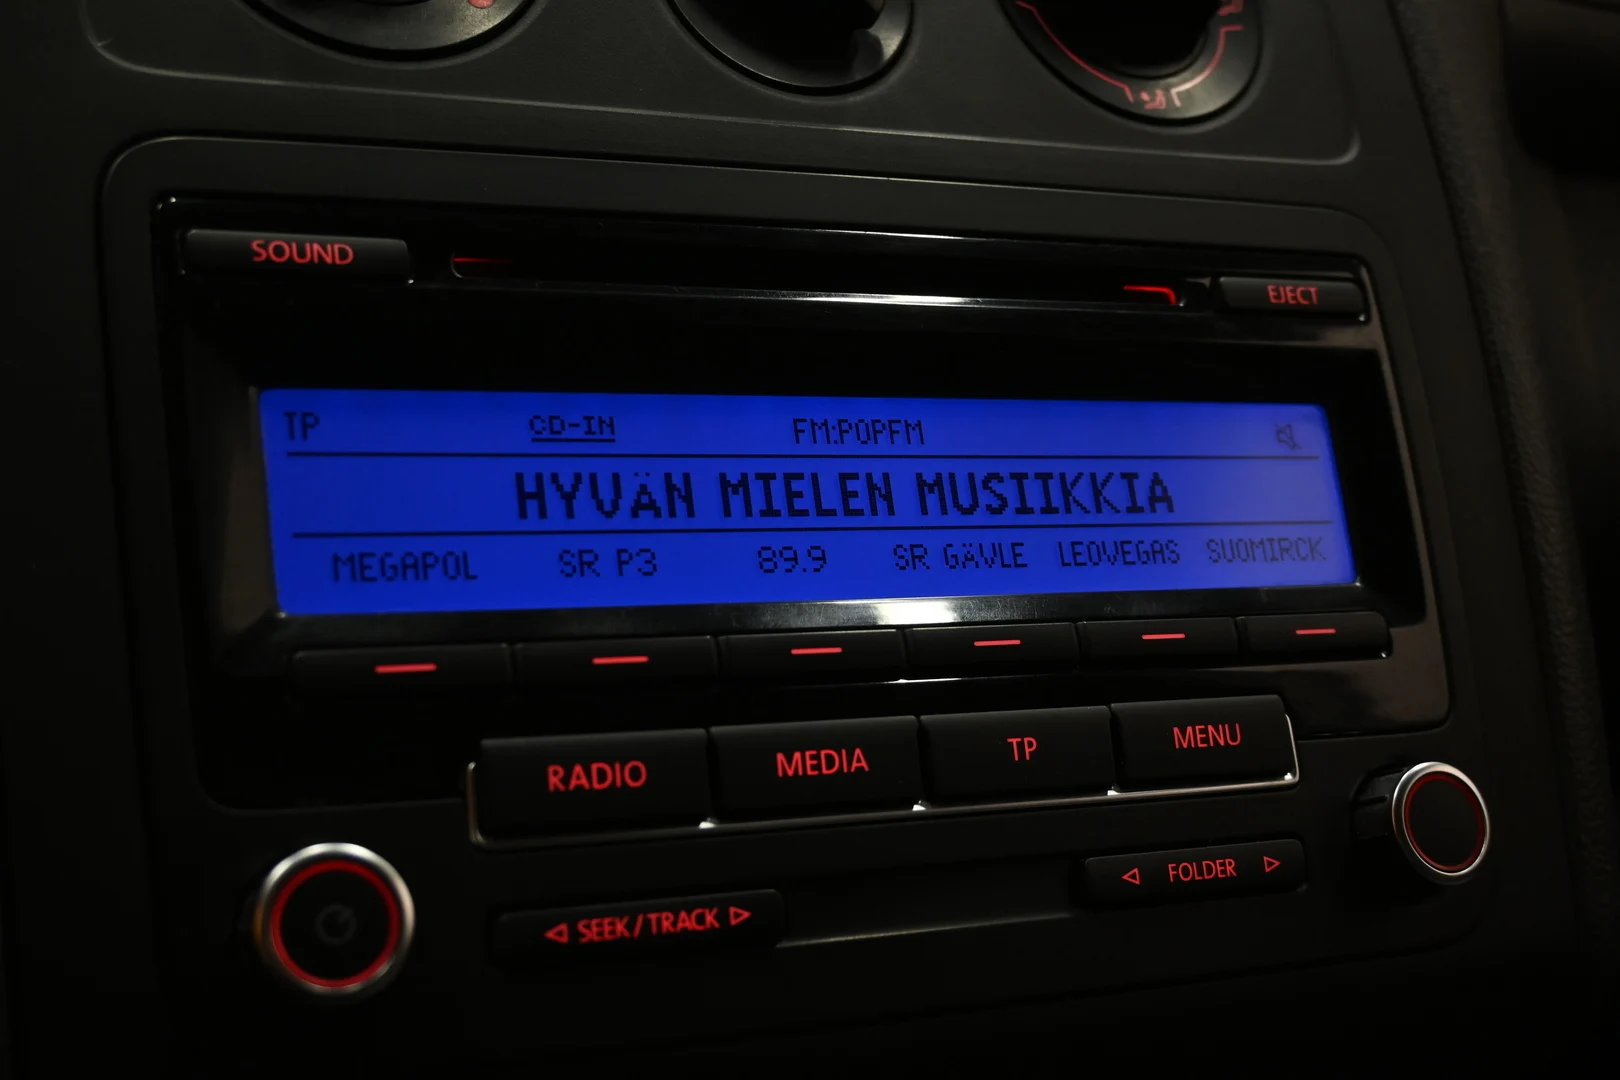 SOUND
EJECT
TP CD-IN FM:POPFM
HYVÄN MIELEN MUSIIKKIA
MEGAPOL SR P3 89.9 SR GÄVLE LEOVEGAS SUOMIRCK
RADIO MEDIA TP MENU
SEEK/TRACK FOLDER